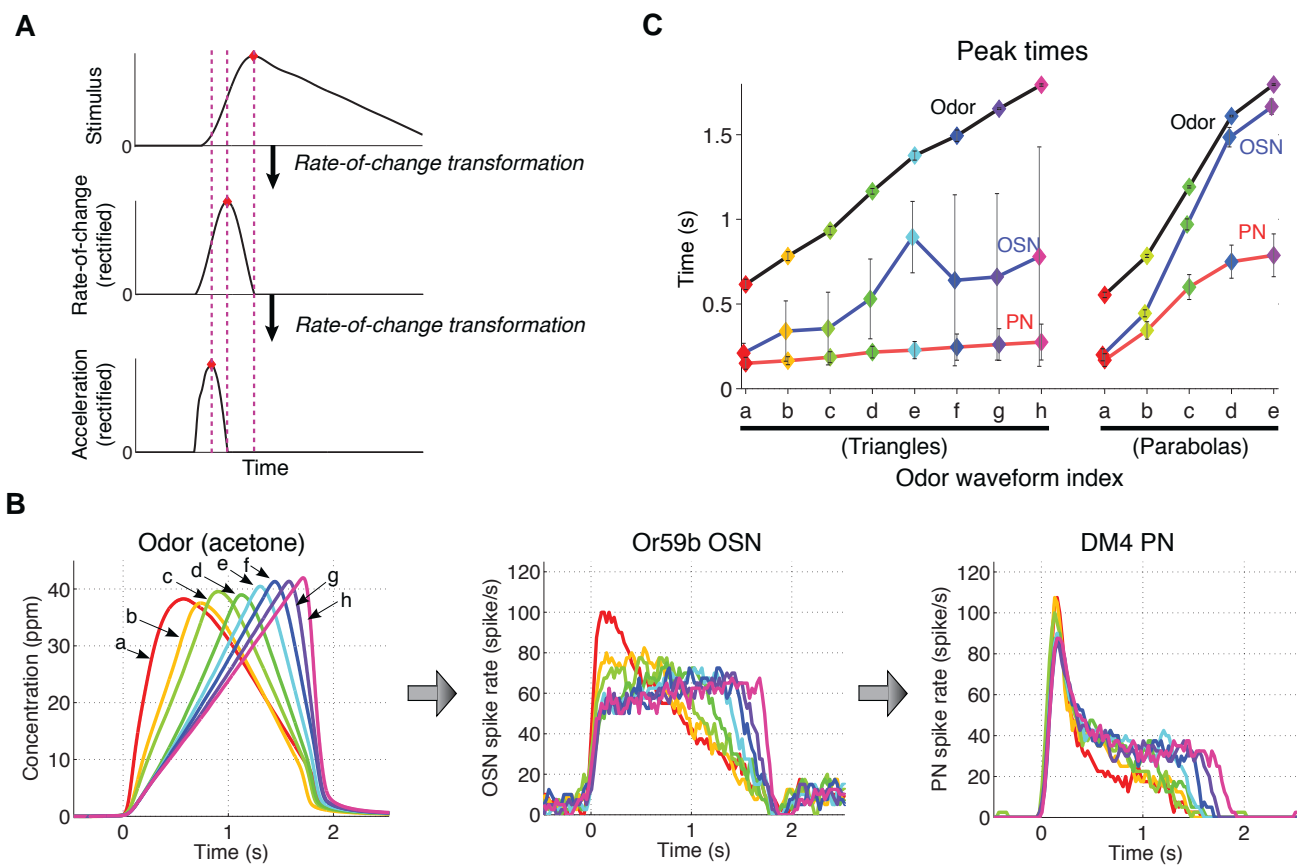 A
Stimulus
0
Rate-of-change transformation
Rate-of-change
(rectified)
0
Rate-of-change transformation
Acceleration
(rectified)
0
Time
C
Peak times
Time (s)
1.5
1
0.5
0
Odor
OSN
PN
Odor
OSN
PN
a b c d e f g h
a b c d e
(Triangles)
(Parabolas)
Odor waveform index
B
Odor (acetone)
Concentration (ppm)
40
30
20
10
0
a
b
c
d
e
f
g
h
0 1 2
Time (s)
Or59b OSN
OSN spike rate (spike/s)
120
100
80
60
40
20
0
0 1 2
Time (s)
DM4 PN
PN spike rate (spike/s)
120
100
80
60
40
20
0
0 1 2
Time (s)